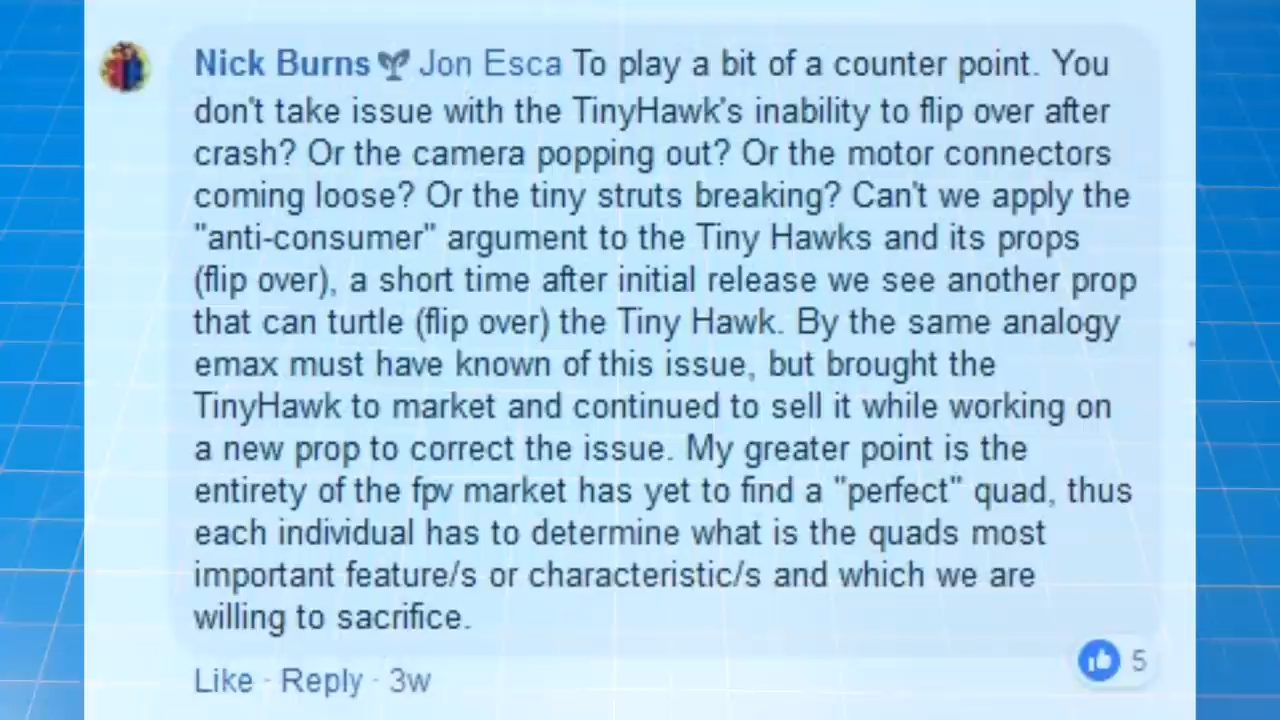 Nick Burns Jon Esca To play a bit of a counter point. You
don't take issue with the TinyHawk's inability to flip over after
crash? Or the camera popping out? Or the motor connectors
coming loose? Or the tiny struts breaking? Can't we apply the
"anti-consumer" argument to the Tiny Hawks and its props
(flip over), a short time after initial release we see another prop
that can turtle (flip over) the Tiny Hawk. By the same analogy
emax must have known of this issue, but brought the
TinyHawk to market and continued to sell it while working on
a new prop to correct the issue. My greater point is the
entirety of the fpv market has yet to find a "perfect" quad, thus
each individual has to determine what is the quads most
important feature/s or characteristic/s and which we are
willing to sacrifice.
5
Like · Reply · 3w